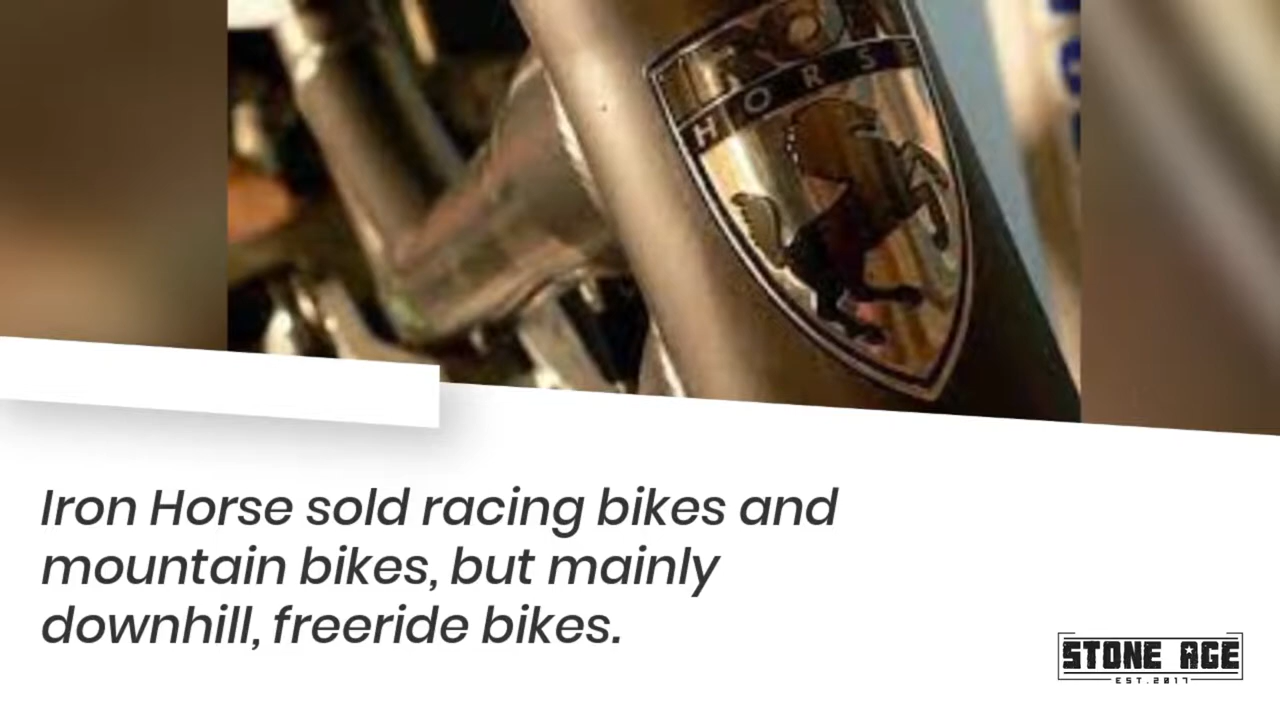 HORSE
Iron Horse sold racing bikes and
mountain bikes, but mainly
downhill, freeride bikes.
STONE AGE
EST.2017